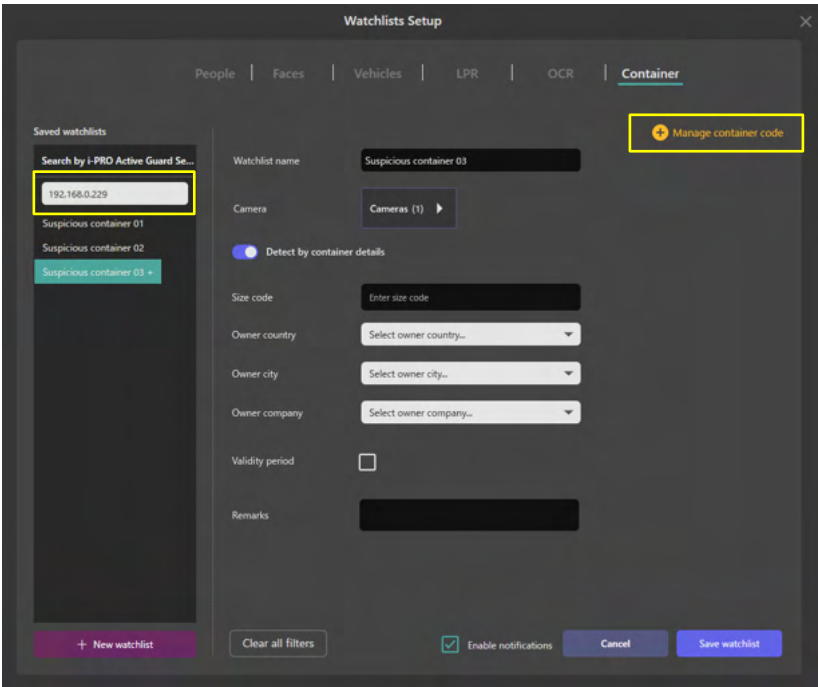 Watchlists Setup
People | Faces | Vehicles | LPR | OCR | Container
Manage container code
Saved watchlists
Search by i-PRO Active Guard Se...
192.168.0.229
Suspicious container 01
Suspicious container 02
Suspicious container 03 +
+ New watchlist
Watchlist name
Suspicious container 03
Camera
Cameras (1)
Detect by container details
Size code
Enter size code
Owner country
Select owner country...
Owner city
Select owner city...
Owner company
Select owner company...
Validity period
Remarks
Clear all filters
Enable notifications
Cancel
Save watchlist